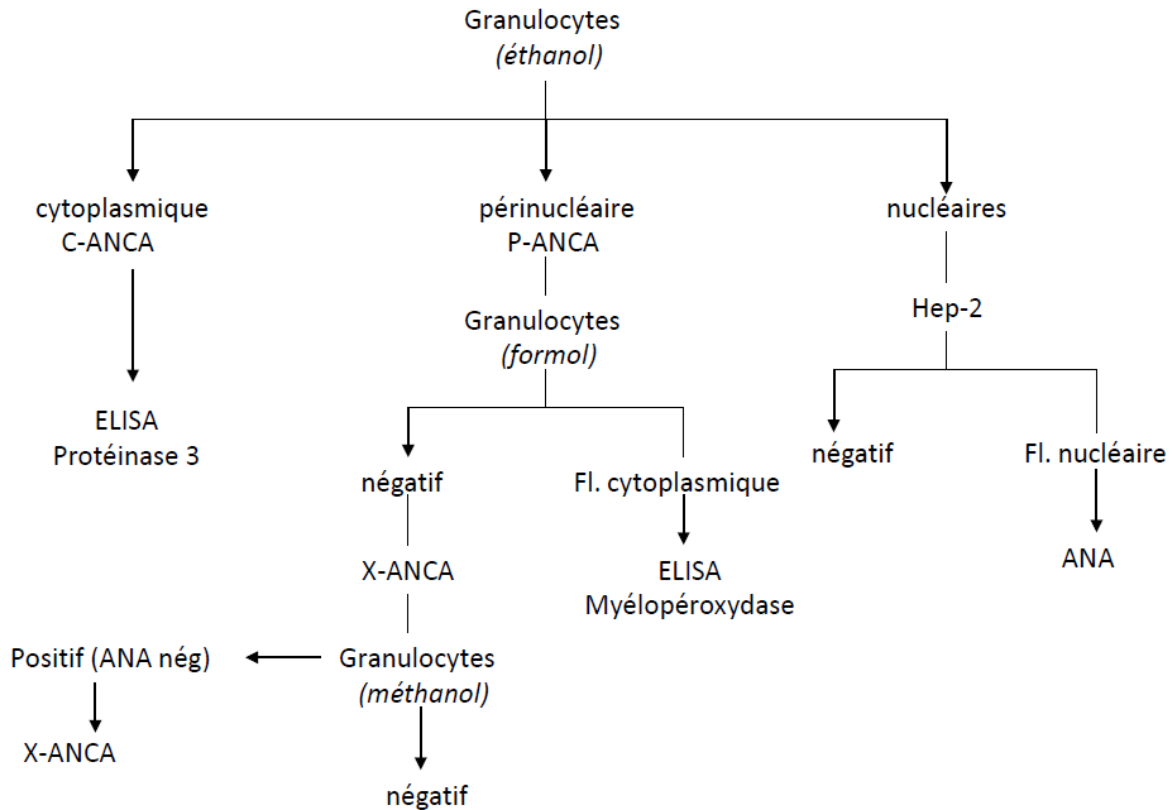 Granulocytes
(éthanol)
cytoplasmique
C-ANCA
périnucléaire
P-ANCA
nucléaires
Granulocytes
(formol)
Hep-2
ELISA
Protéinase 3
négatif
Fl. cytoplasmique
négatif
Fl. nucléaire
X-ANCA
ELISA
Myélopéroxydase
ANA
Positif (ANA nég)
Granulocytes
(méthanol)
X-ANCA
négatif